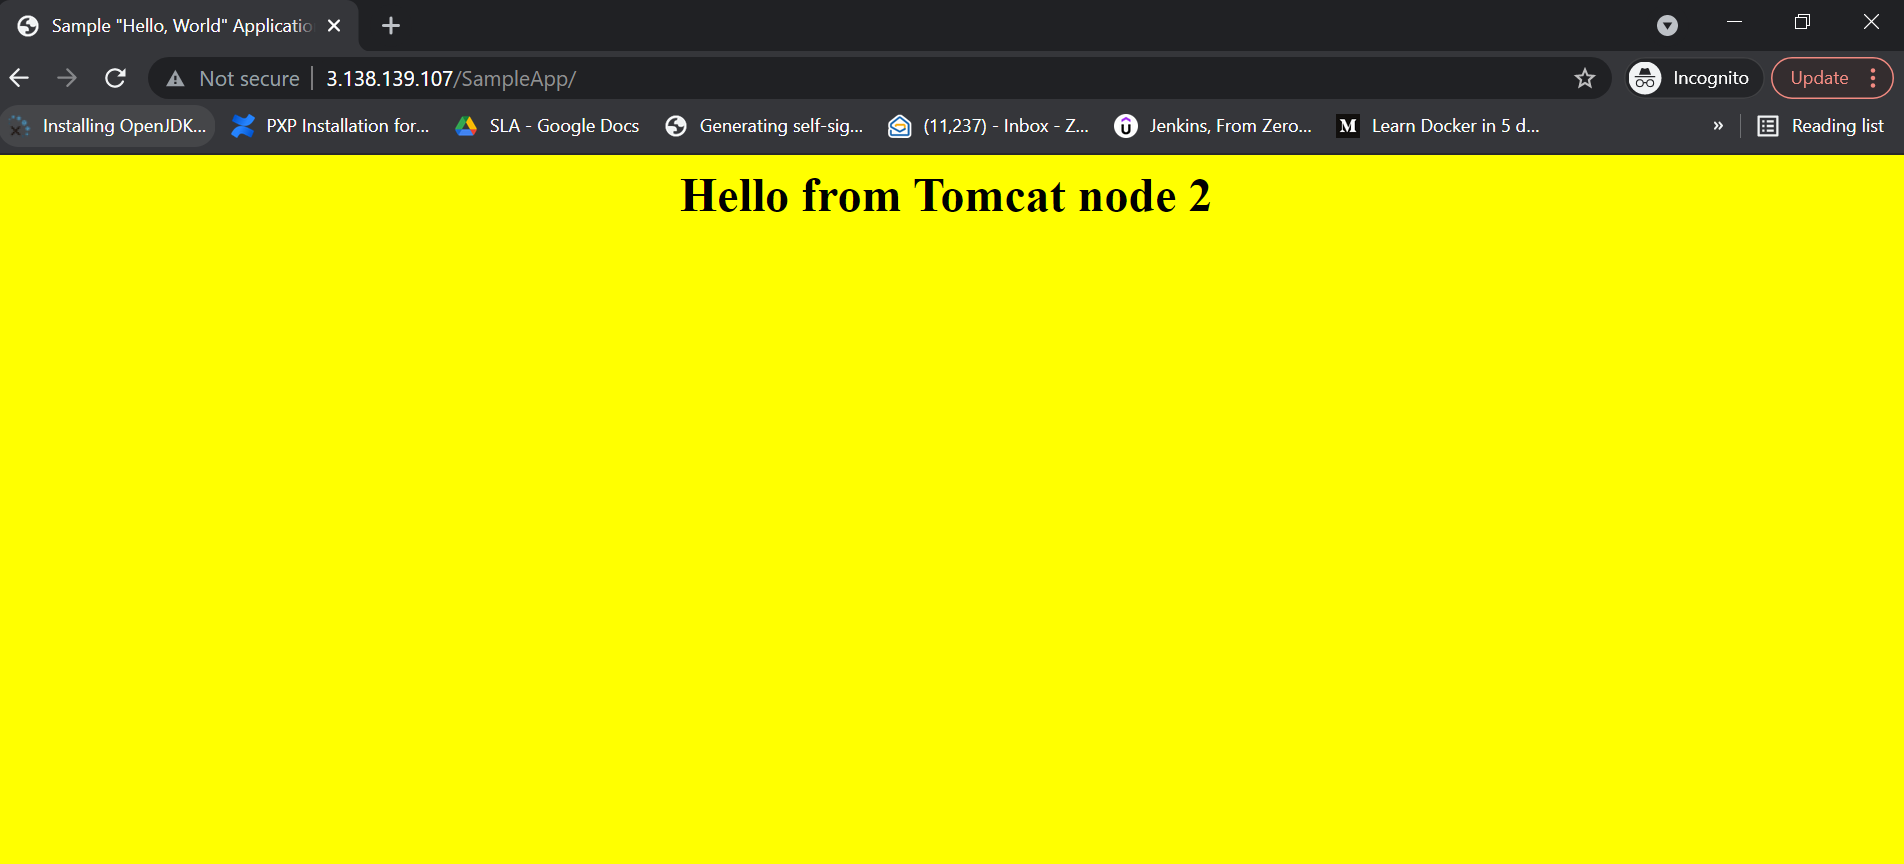 Sample "Hello, World" Applicatio
Not secure 3.138.139.107/SampleApp/ Incognito Update
Installing OpenJDK... PXP Installation for... SLA - Google Docs Generating self-sig... (11,237) - Inbox - Z... Jenkins, From Zero... M Learn Docker in 5 d... » Reading list
Hello from Tomcat node 2